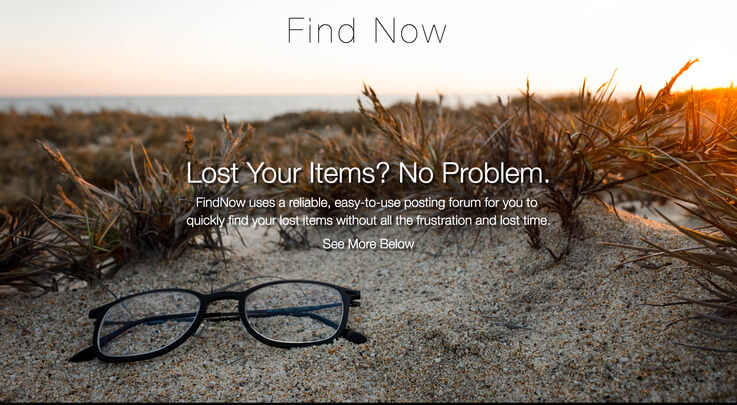 Find Now
Lost Your Items? No Problem.
FindNow uses a reliable, easy-to-use posting forum for you to
quickly find your lost items without all the frustration and lost time.
See More Below